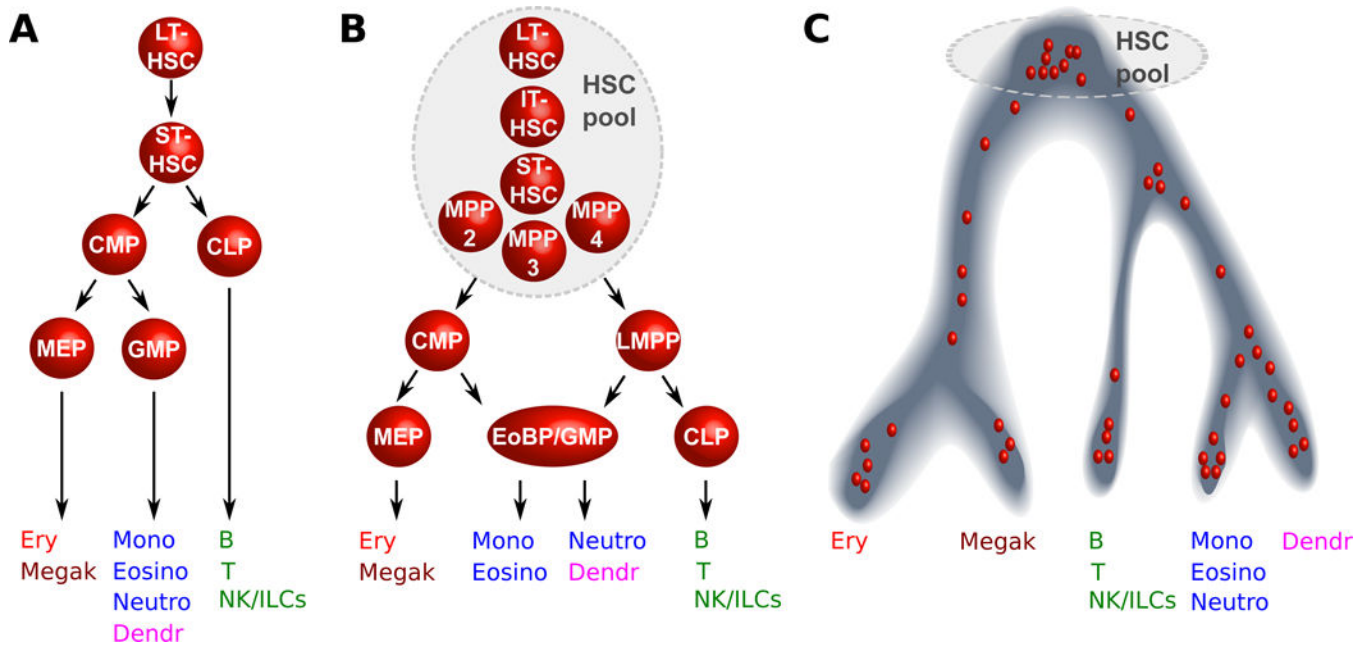 A
LT-
HSC
ST-
HSC
CMP
CLP
MEP
GMP
Ery
Megak
Mono
Eosino
Neutro
Dendr
B
T
NK/ILCs
B
LT-
HSC
IT-
HSC
ST-
HSC
MPP
2
MPP
3
MPP
4
HSC
pool
CMP
LMPP
MEP
EoBP/GMP
CLP
Ery
Megak
Mono
Eosino
Neutro
Dendr
B
T
NK/ILCs
C
HSC
pool
Ery
Megak
B
T
NK/ILCs
Mono
Eosino
Neutro
Dendr